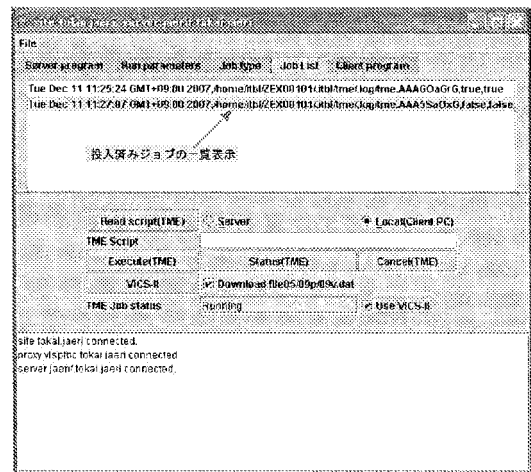 File
Server program Run parameters Job type Job List Client program
Tue Dec 11 11:25:24 GMT+09:00 2007,/home/itbl/ZEX00101/.itbl/tme/.log/tme.AAAGOaGrG,true,true
Tue Dec 11 11:27:07 GMT+09:00 2007,/home/itbl/ZEX00101/.itbl/tme/.log/tme.AAA5SaOxG,false,false
投入済みジョブの一覧表示
Read script(TME) Server Local(Client PC)
TME Script
Execute(TME) Status(TME) Cancel(TME)
VICS-II Download file05/09p/09v.dat
TME Job status Running Use VICS-II
site tokai.jaeri connected.
proxy vispfbc tokai jaeri connected
server jaerif tokai jaeri connected.